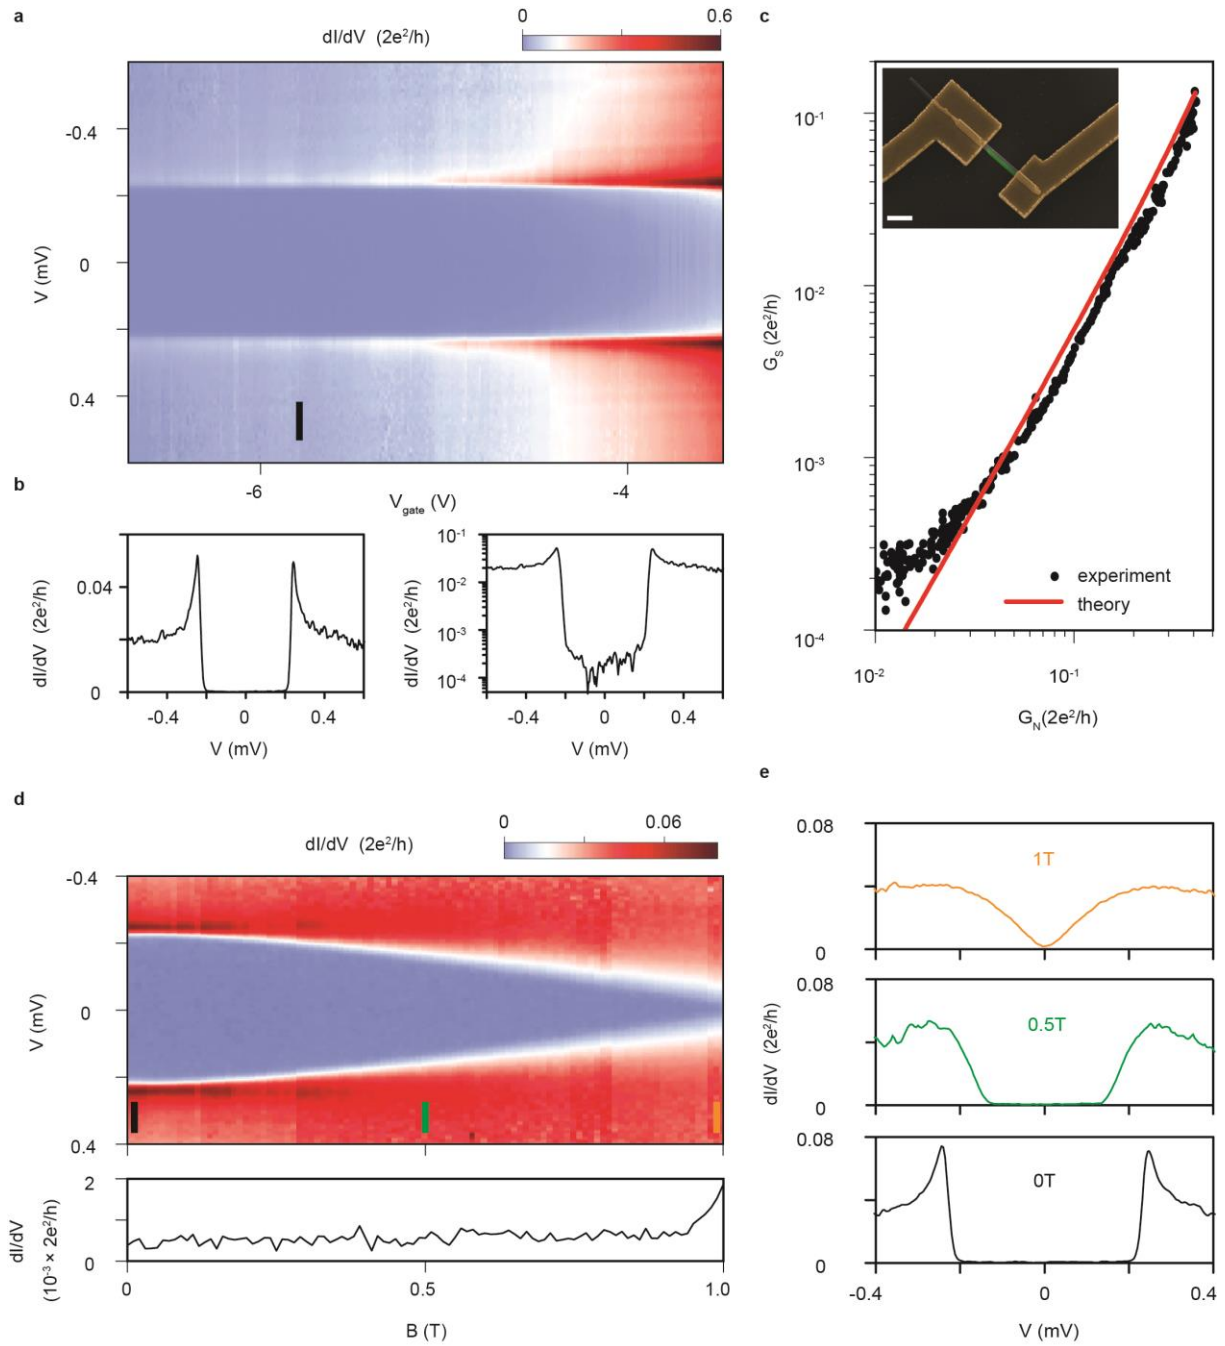 a
dI/dV (2e²/h)
0
0.6
-0.4
0
0.4
V (mV)
-6
-4
V_gate (V)
b
0.04
0
dI/dV (2e²/h)
-0.4
0
0.4
V (mV)
10⁻¹
10⁻²
10⁻³
10⁻⁴
dI/dV (2e²/h)
-0.4
0
0.4
V (mV)
c
10⁻¹
10⁻²
10⁻³
10⁻⁴
G_S (2e²/h)
experiment
theory
10⁻²
10⁻¹
G_N(2e²/h)
d
dI/dV (2e²/h)
0
0.06
-0.4
0
0.4
V (mV)
2
0
dI/dV
(10⁻³ × 2e²/h)
0
0.5
1.0
B (T)
e
0.08
0
1T
0.08
0
0.5T
dI/dV (2e²/h)
0.08
0
0T
-0.4
0
0.4
V (mV)